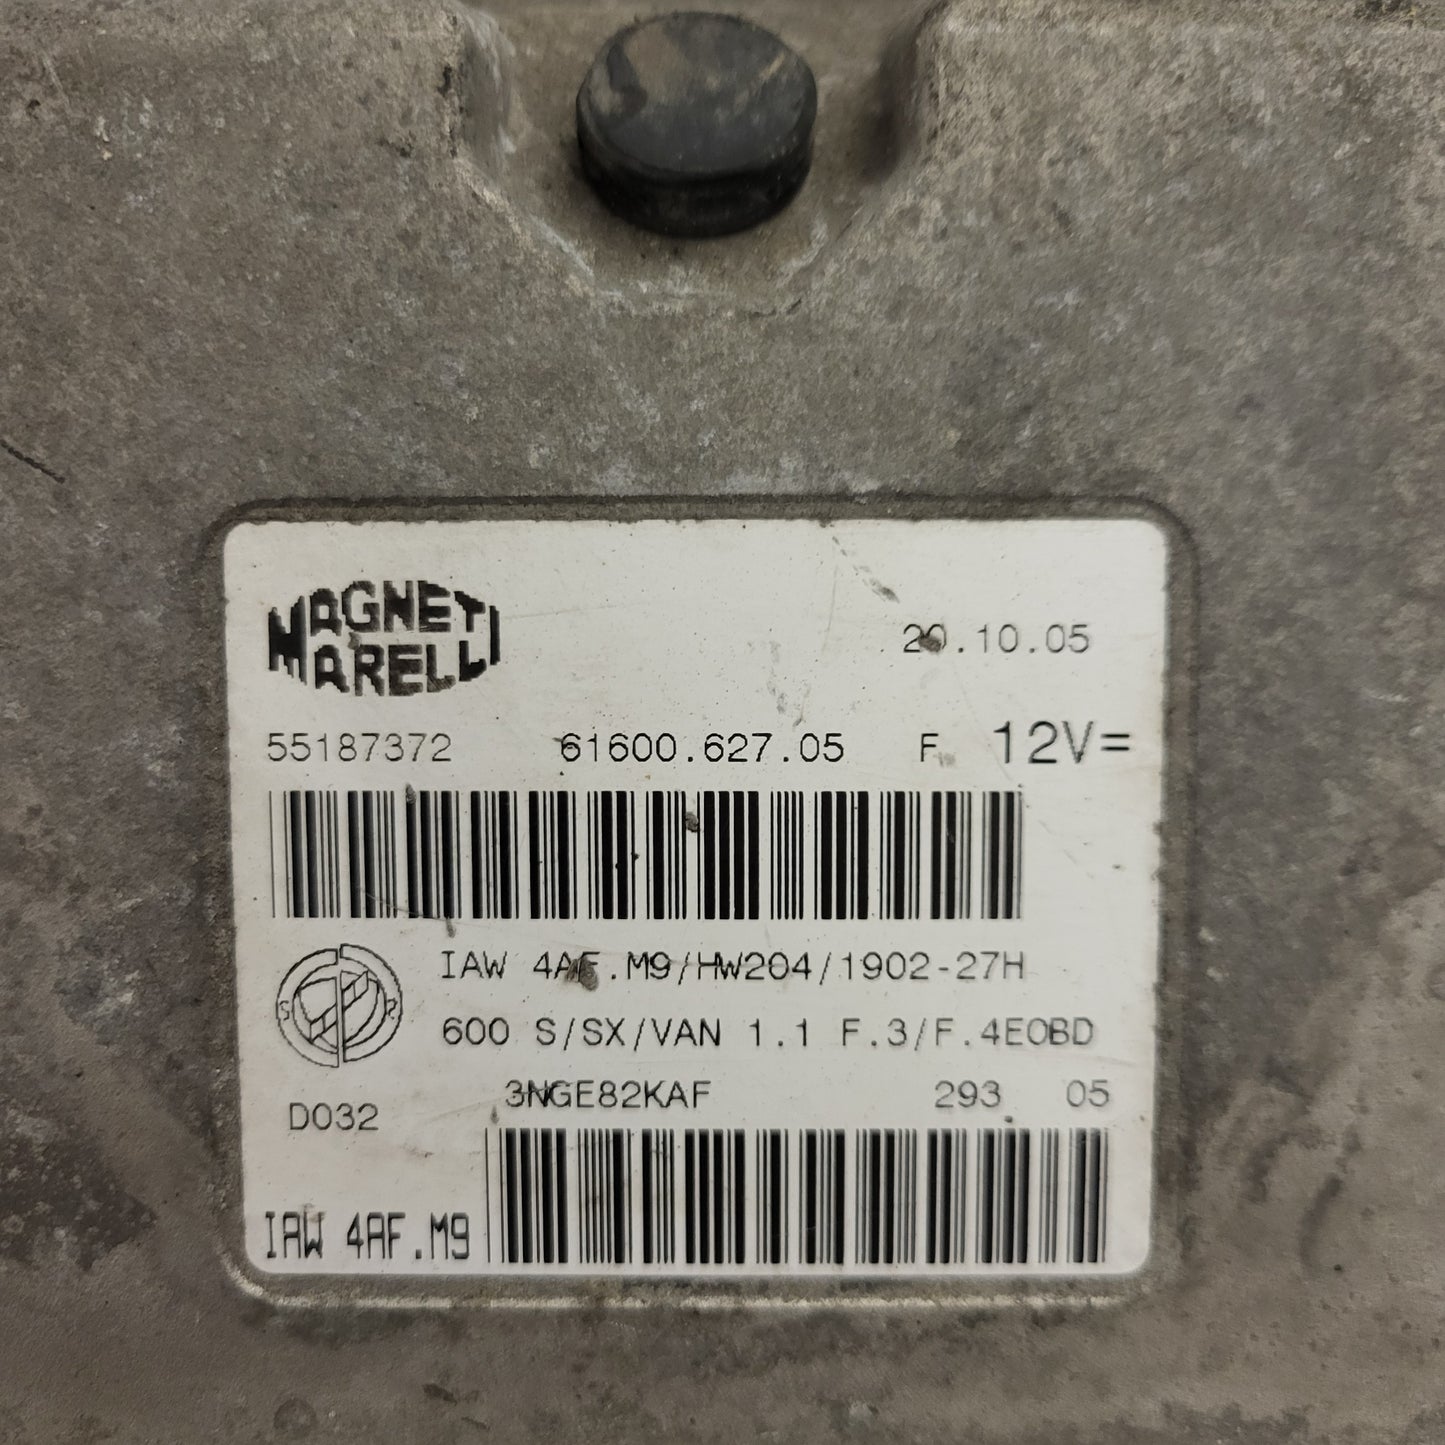 MAGNETI
MARELLI
20.10.05
55187372 61600.627.05 F 12V=
IAW 4AF.M9/HW204/1902-27H
600 S/SX/VAN 1.1 F.3/F.4EOBD
3NGE82KAF 293 05
D032
IAW 4AF.M9